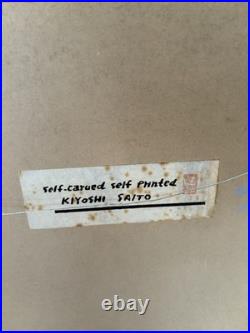 Self-carved self Printed
KIYOSHI SAITO